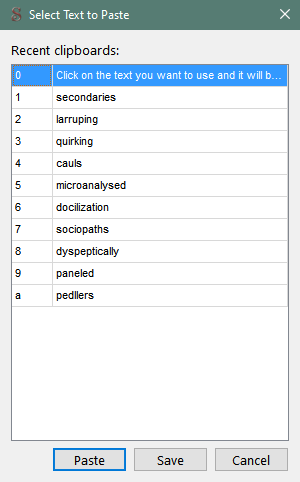 Select Text to Paste
Recent clipboards:
0 Click on the text you want to use and it will b...
1 secondaries
2 larruping
3 quirking
4 cauls
5 microanalysed
6 docilization
7 sociopaths
8 dyspeptically
9 paneled
a pedllers
Paste Save Cancel